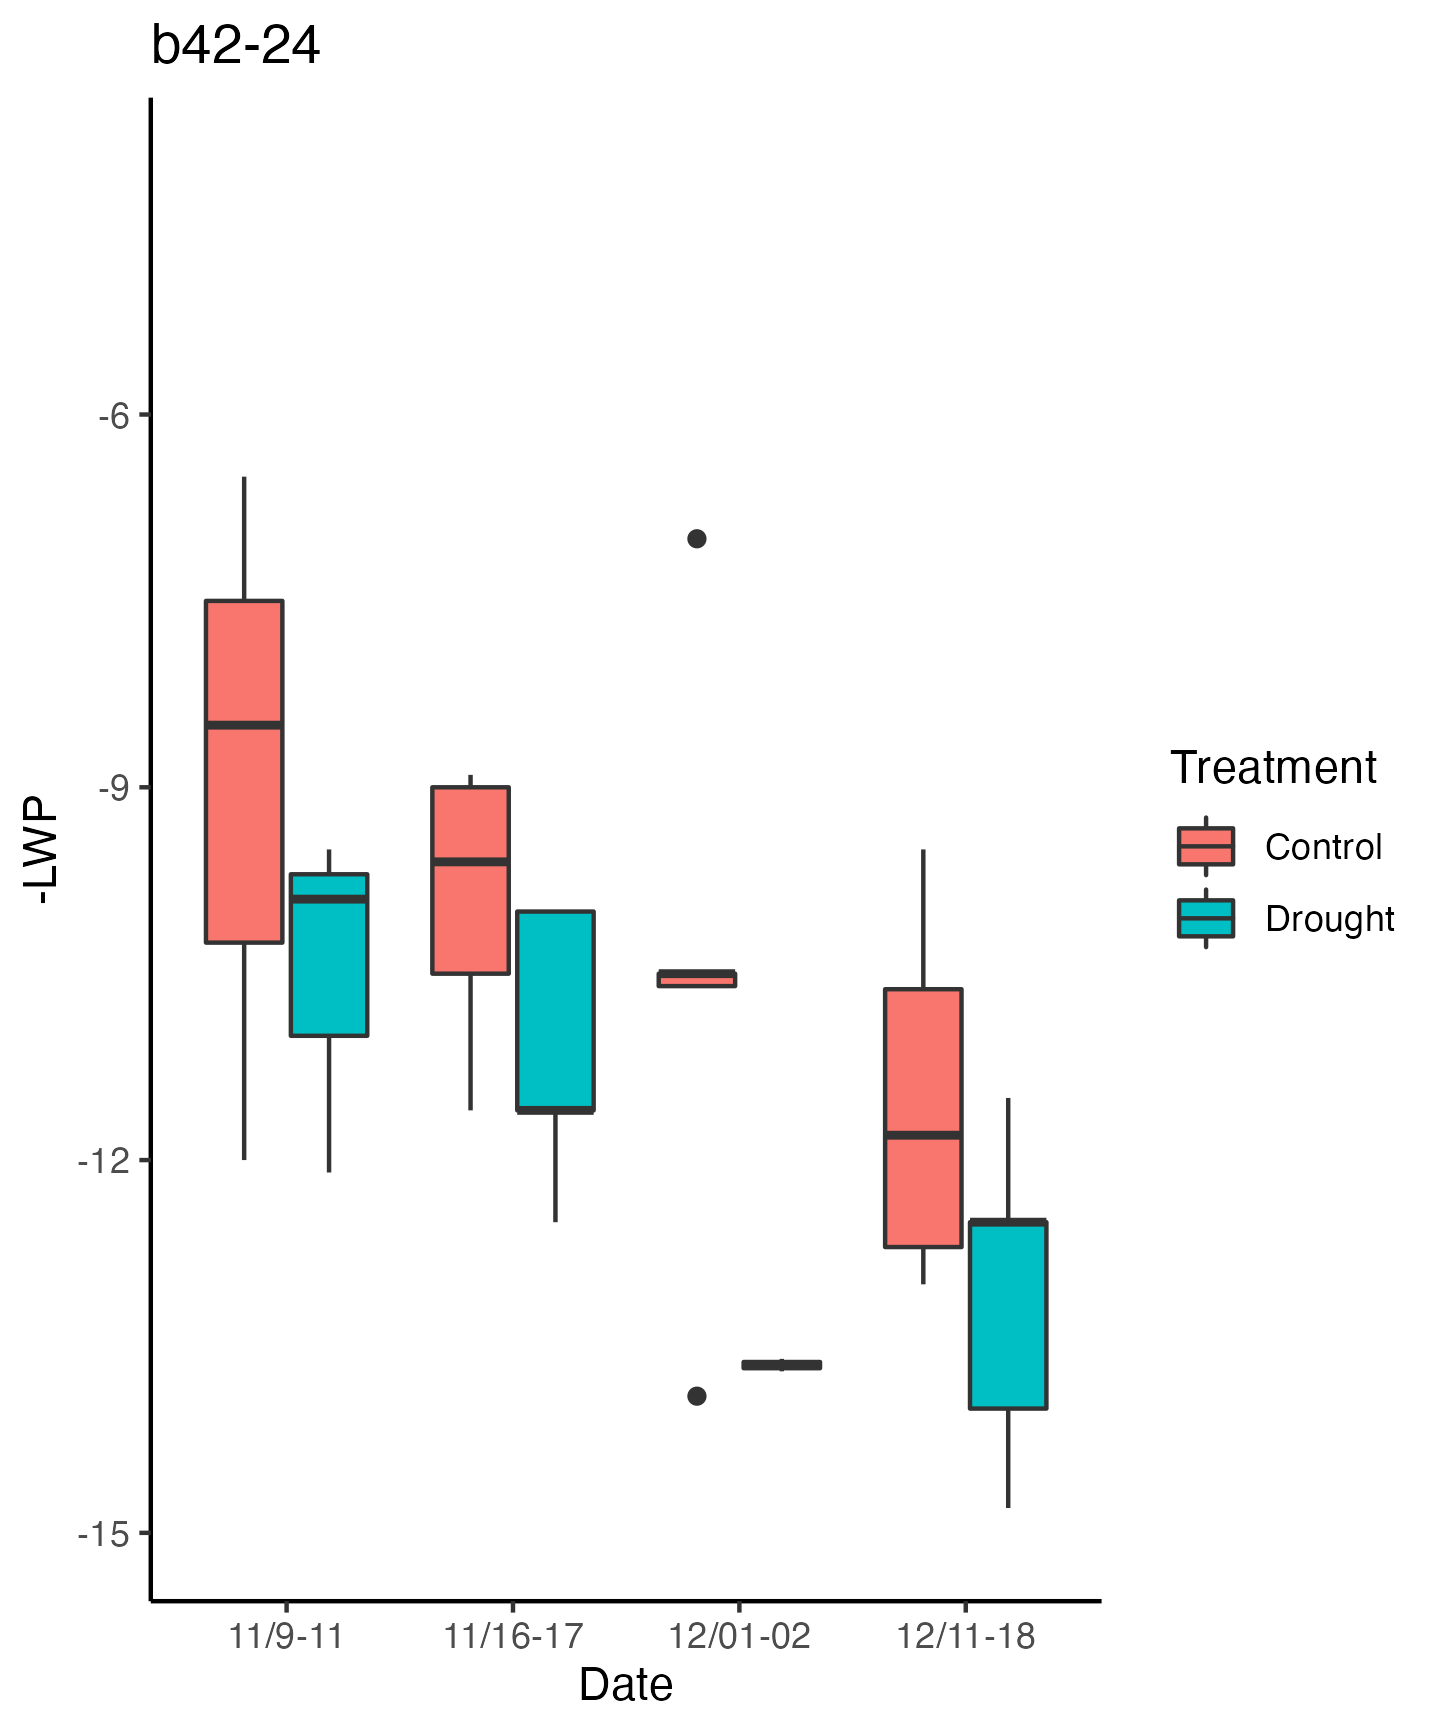 b42-24
-LWP
-6
-9
-12
-15
11/9-11
11/16-17
12/01-02
12/11-18
Date
Treatment
Control
Drought